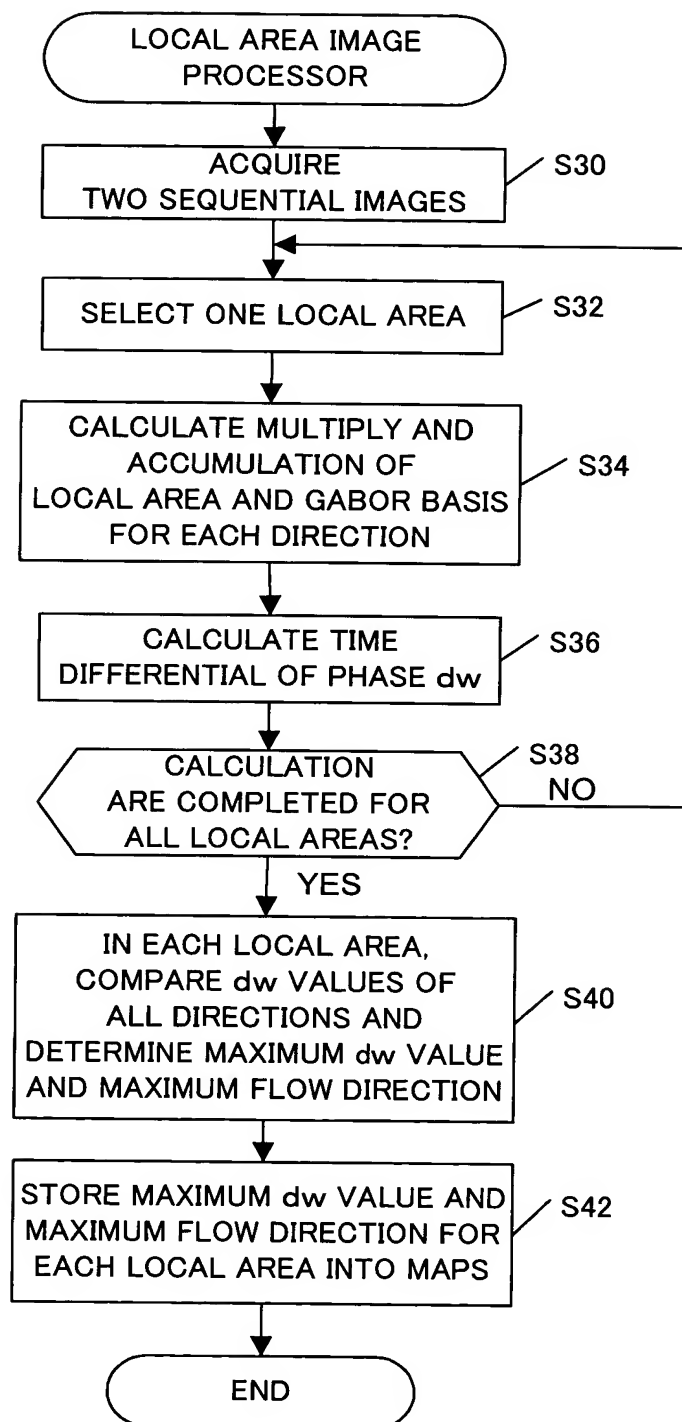 LOCAL AREA IMAGE
PROCESSOR
ACQUIRE
TWO SEQUENTIAL IMAGES
S30
SELECT ONE LOCAL AREA
S32
CALCULATE MULTIPLY AND
ACCUMULATION OF
LOCAL AREA AND GABOR BASIS
FOR EACH DIRECTION
S34
CALCULATE TIME
DIFFERENTIAL OF PHASE dw
S36
CALCULATION
ARE COMPLETED FOR
ALL LOCAL AREAS?
S38
NO
YES
IN EACH LOCAL AREA,
COMPARE dw VALUES OF
ALL DIRECTIONS AND
DETERMINE MAXIMUM dw VALUE
AND MAXIMUM FLOW DIRECTION
S40
STORE MAXIMUM dw VALUE AND
MAXIMUM FLOW DIRECTION FOR
EACH LOCAL AREA INTO MAPS
S42
END